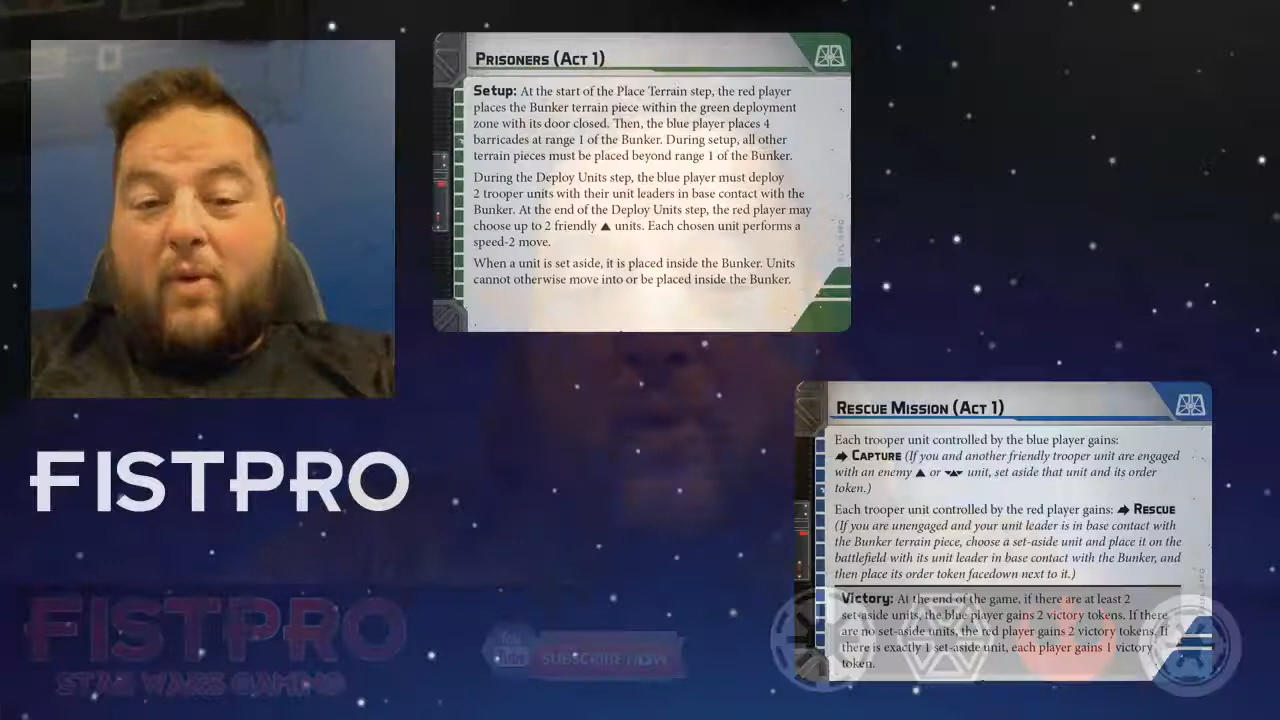 PRISONERS (ACT 1)
Setup: At the start of the Place Terrain step, the red player
places the Bunker terrain piece within the green deployment
zone with its door closed. Then, the blue player places 4
barricades at range 1 of the Bunker. During setup, all other
terrain pieces must be placed beyond range 1 of the Bunker.
During the Deploy Units step, the blue player must deploy
2 trooper units with their unit leaders in base contact with the
Bunker. At the end of the Deploy Units step, the red player may
choose up to 2 friendly ▲ units. Each chosen unit performs a
speed-2 move.
When a unit is set aside, it is placed inside the Bunker. Units
cannot otherwise move into or be placed inside the Bunker.
RESCUE MISSION (ACT 1)
Each trooper unit controlled by the blue player gains:
CAPTURE (If you and another friendly trooper unit are engaged
with an enemy ▲ or unit, set aside that unit and its order
token.)
Each trooper unit controlled by the red player gains: RESCUE
(If you are unengaged and your unit leader is in base contact with
the Bunker terrain piece, choose a set-aside unit and place it on the
battlefield with its unit leader in base contact with the Bunker, and
then place its order token facedown next to it.)
Victory: At the end of the game, if there are at least 2
set-aside units, the blue player gains 2 victory tokens. If there
are no set-aside units, the red player gains 2 victory tokens. If
there is exactly 1 set-aside unit, each player gains 1 victory
token.
FISTPRO
FISTPRO
STAR WARS GAMING
You
Tube
SUBSCRIBE NOW